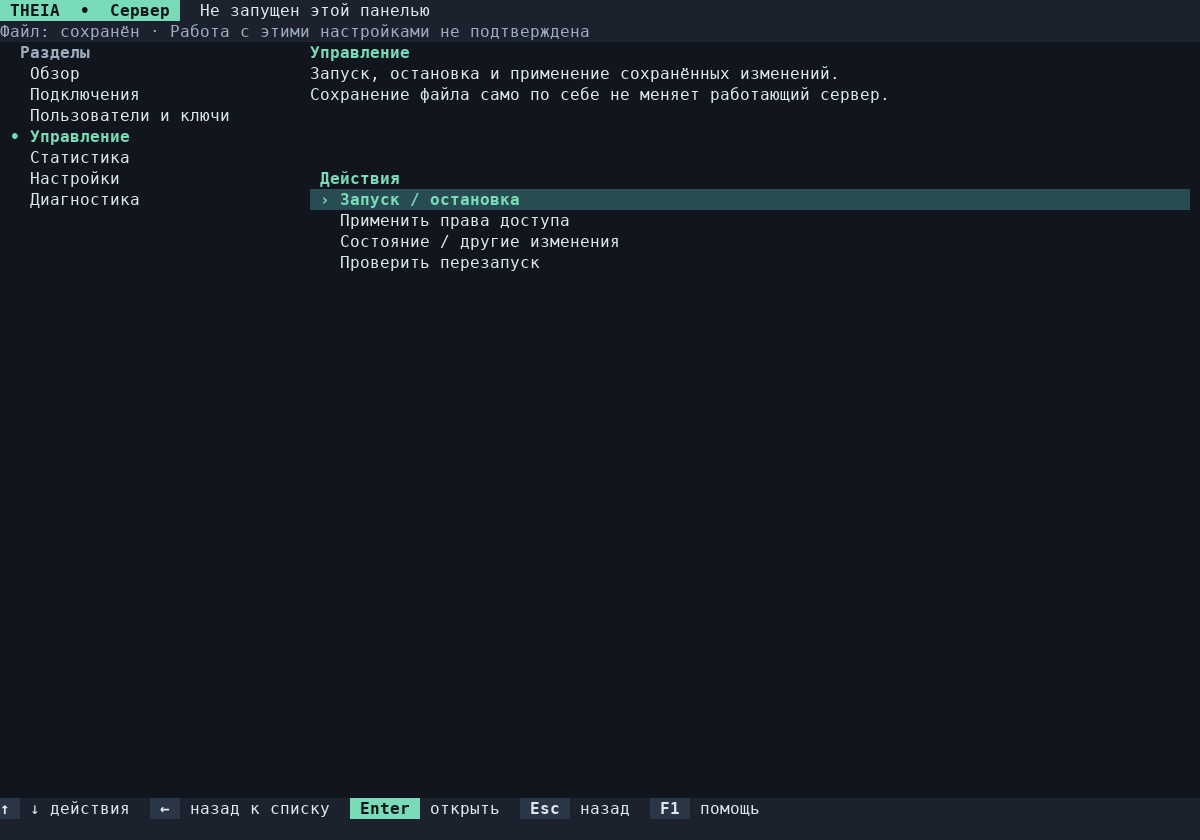 THEIA • Сервер Не запущен этой панелью
Файл: сохранён · Работа с этими настройками не подтверждена
Разделы
Обзор
Подключения
Пользователи и ключи
• Управление
Статистика
Настройки
Диагностика
Управление
Запуск, остановка и применение сохранённых изменений.
Сохранение файла само по себе не меняет работающий сервер.
Действия
› Запуск / остановка
Применить права доступа
Состояние / другие изменения
Проверить перезапуск
↑ ↓ действия ← назад к списку Enter открыть Esc назад F1 помощь